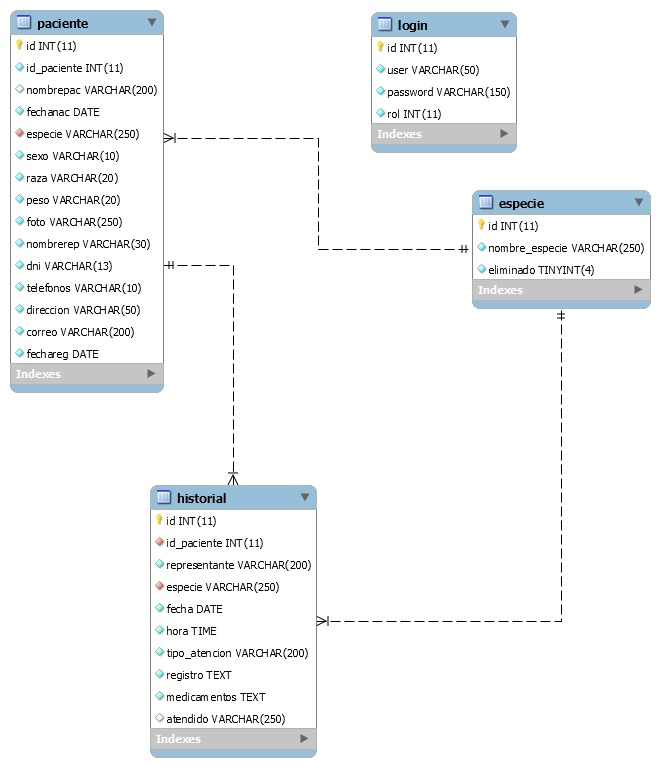 paciente
id INT(11)
id_paciente INT(11)
nombrepac VARCHAR(200)
fechanac DATE
especie VARCHAR(250)
sexo VARCHAR(10)
raza VARCHAR(20)
peso VARCHAR(20)
foto VARCHAR(250)
nombrerep VARCHAR(30)
dni VARCHAR(13)
telefonos VARCHAR(10)
direccion VARCHAR(50)
correo VARCHAR(200)
fechareg DATE
Indexes
login
id INT(11)
user VARCHAR(50)
password VARCHAR(150)
rol INT(11)
Indexes
especie
id INT(11)
nombre_especie VARCHAR(250)
eliminado TINYINT(4)
Indexes
historial
id INT(11)
id_paciente INT(11)
representante VARCHAR(200)
especie VARCHAR(250)
fecha DATE
hora TIME
tipo_atencion VARCHAR(200)
registro TEXT
medicamentos TEXT
atendido VARCHAR(250)
Indexes